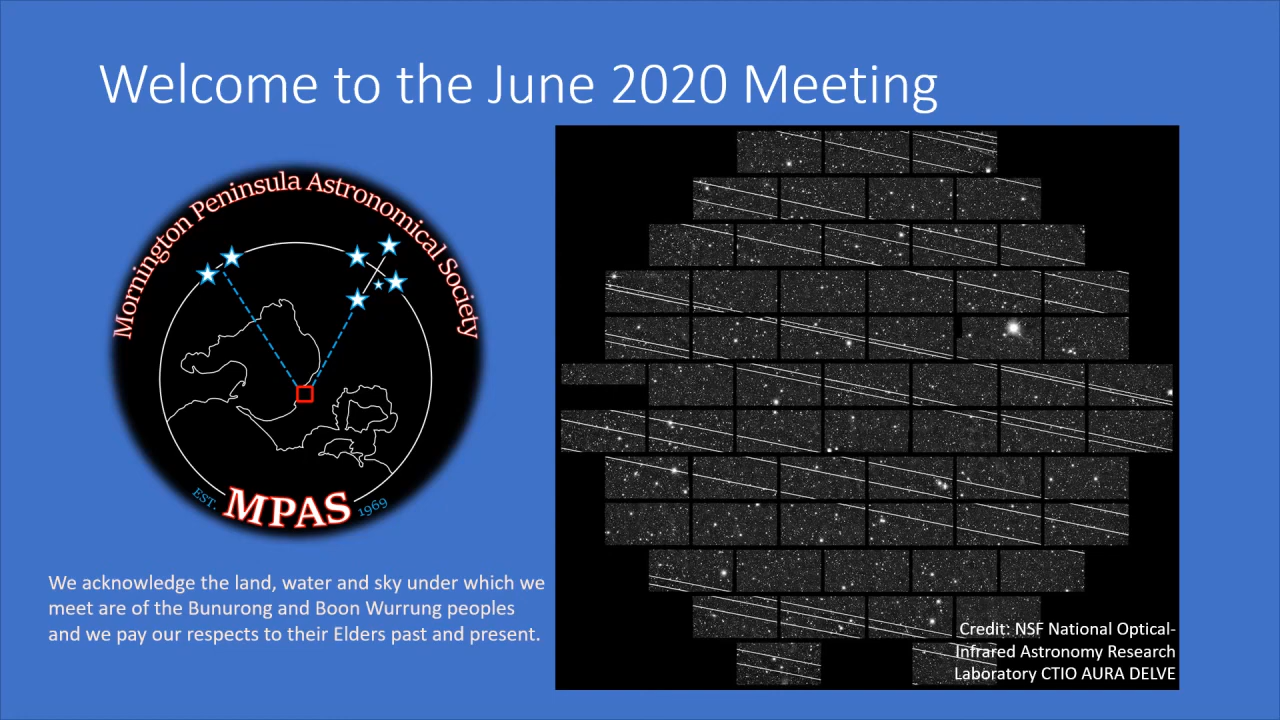 Welcome to the June 2020 Meeting
Mornington Peninsula Astronomical Society
EST. MPAS 1969
We acknowledge the land, water and sky under which we
meet are of the Bunurong and Boon Wurrung peoples
and we pay our respects to their Elders past and present.
Credit: NSF National Optical-
Infrared Astronomy Research
Laboratory CTIO AURA DELVE